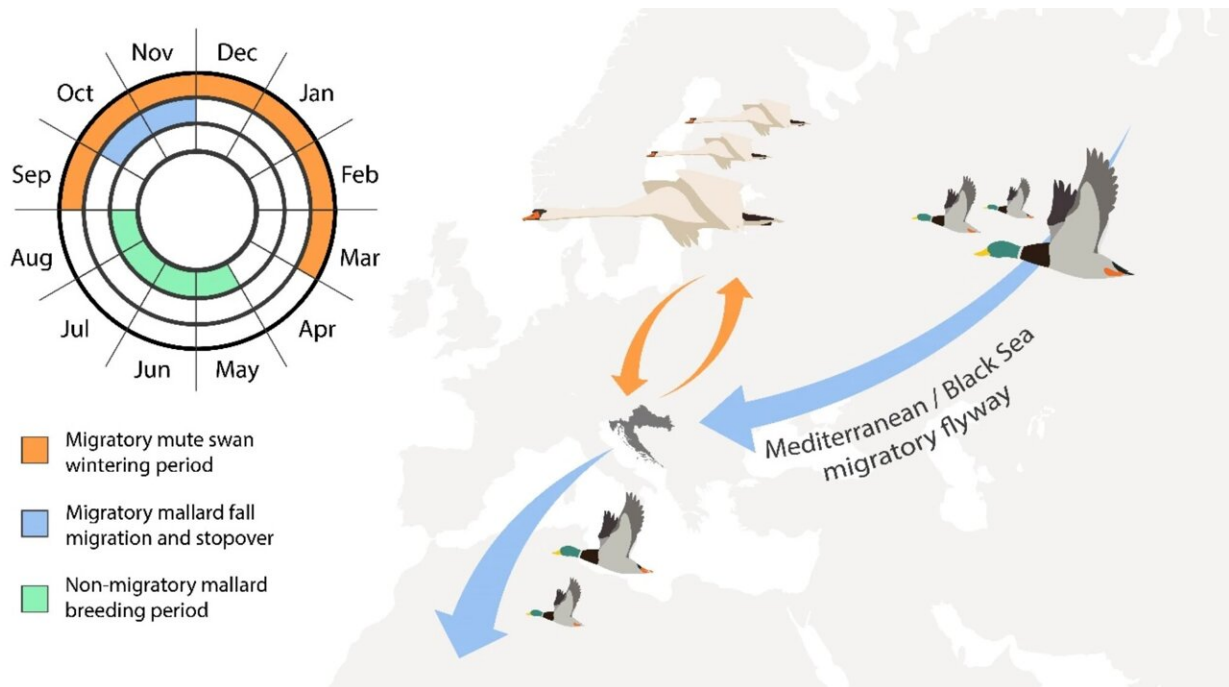 Nov
Dec
Oct
Jan
Sep
Feb
Aug
Mar
Jul
Apr
Jun
May
Migratory mute swan
wintering period
Migratory mallard fall
migration and stopover
Non-migratory mallard
breeding period
Mediterranean / Black Sea
migratory flyway